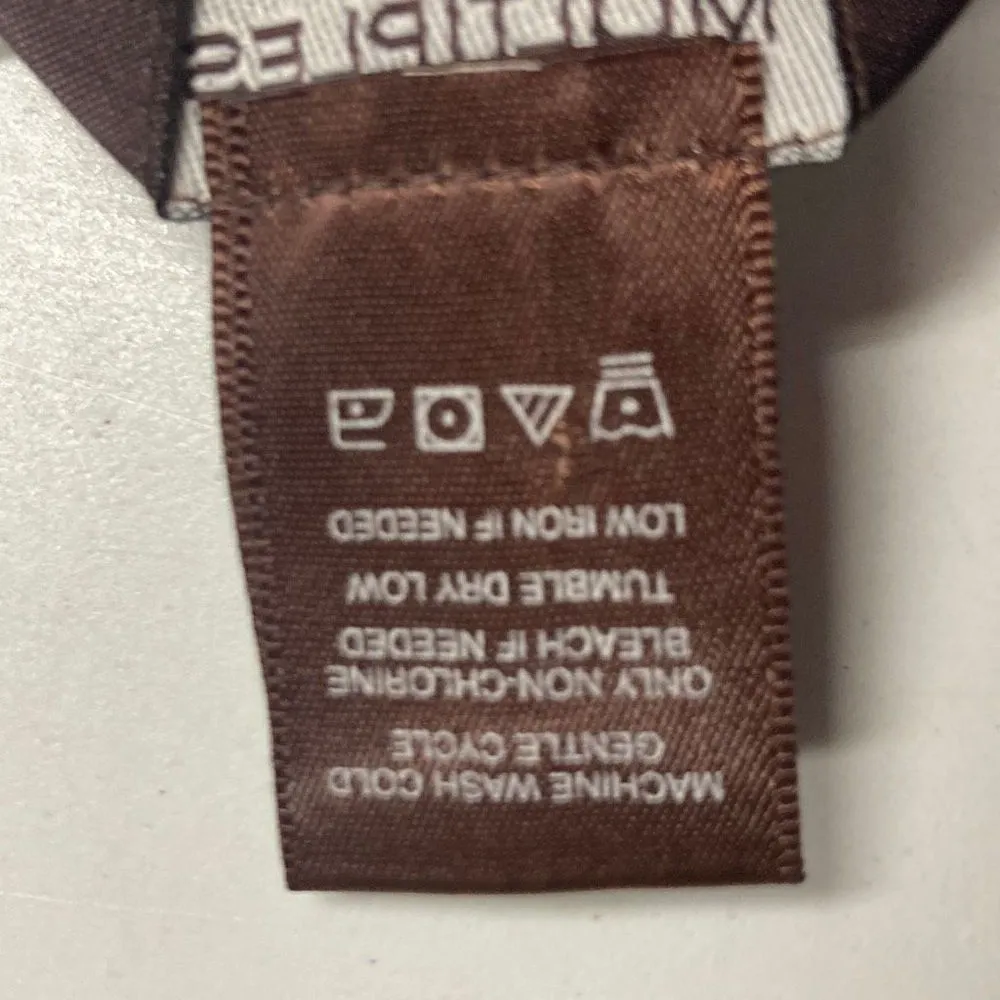 MACHINE WASH COLD
GENTLE CYCLE
ONLY NON-CHLORINE
BLEACH IF NEEDED
TUMBLE DRY LOW
LOW IRON IF NEEDED